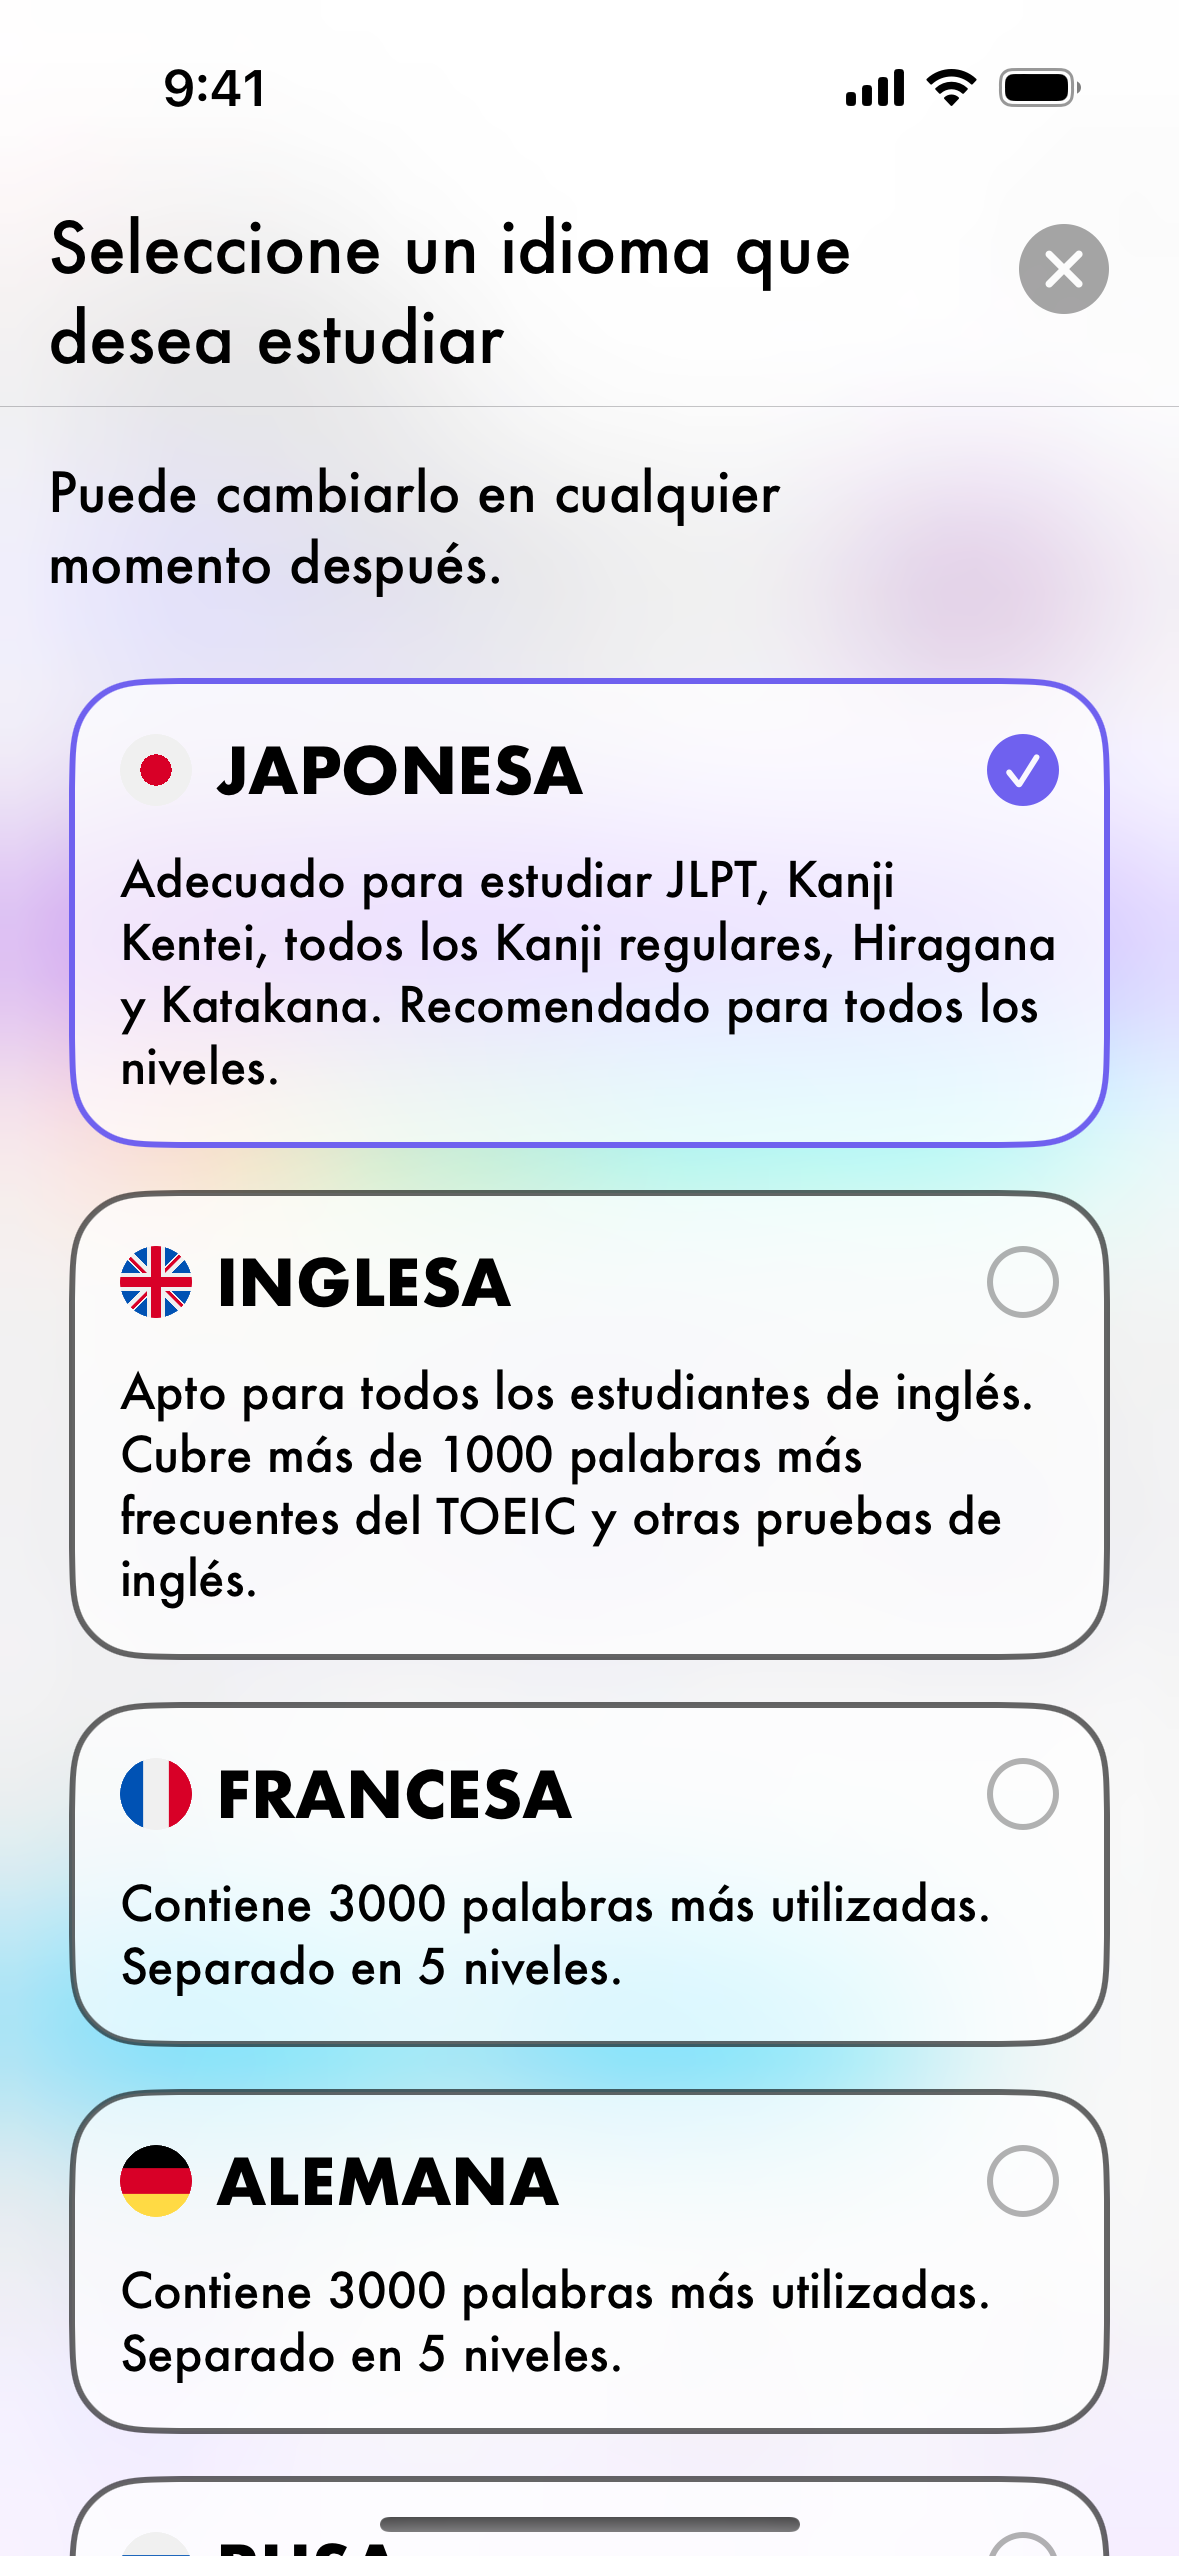 9:41
Seleccione un idioma que
desea estudiar
Puede cambiarlo en cualquier
momento después.
JAPONESA
Adecuado para estudiar JLPT, Kanji
Kentei, todos los Kanji regulares, Hiragana
y Katakana. Recomendado para todos los
niveles.
INGLESA
Apto para todos los estudiantes de inglés.
Cubre más de 1000 palabras más
frecuentes del TOEIC y otras pruebas de
inglés.
FRANCESA
Contiene 3000 palabras más utilizadas.
Separado en 5 niveles.
ALEMANA
Contiene 3000 palabras más utilizadas.
Separado en 5 niveles.